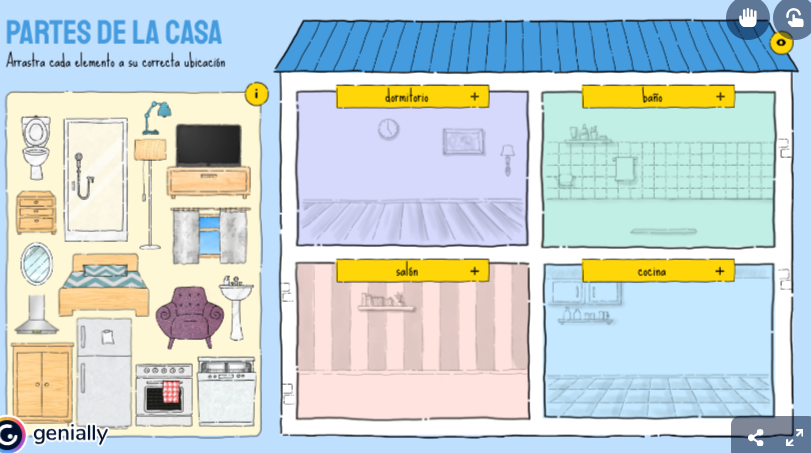 PARTES DE LA CASA
Arrastra cada elemento a su correcta ubicación
i
dormitorio +
baño +
salón +
cocina +
genially